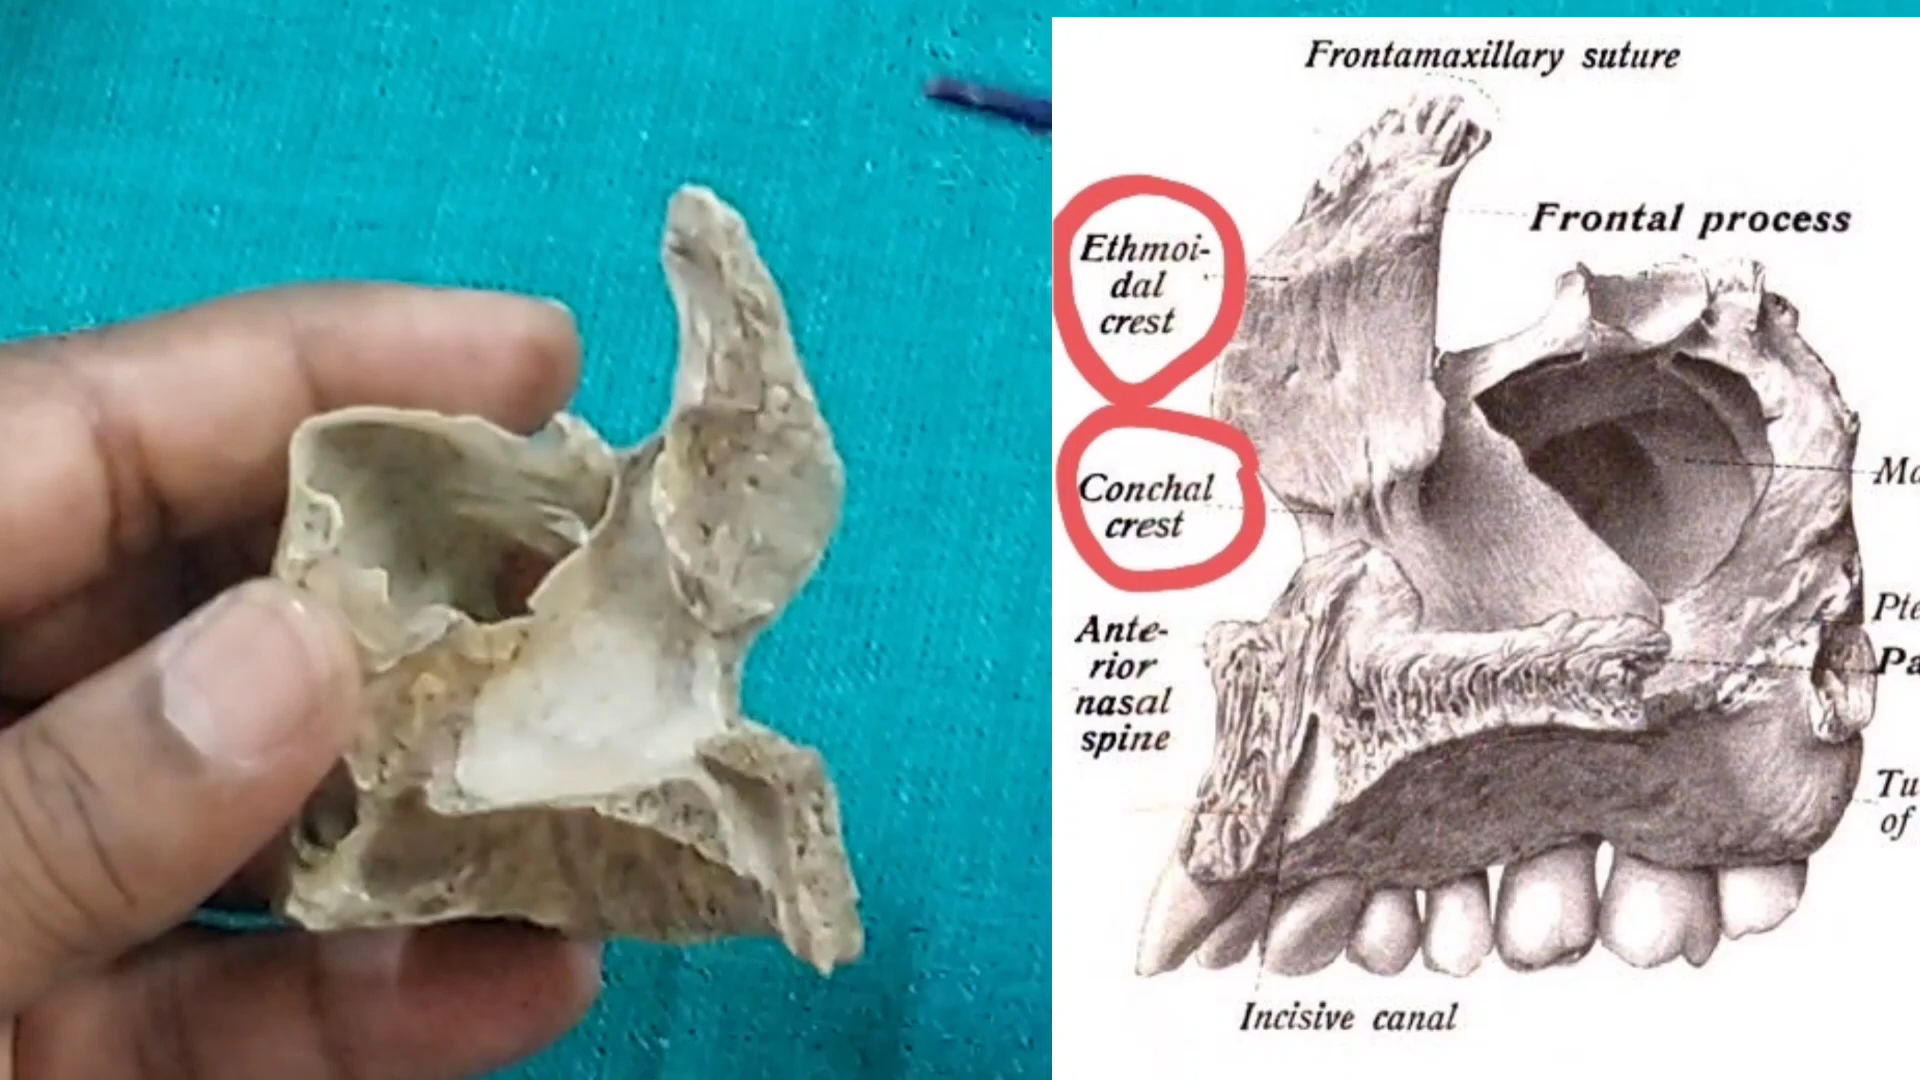 Frontamaxillary suture
Frontal process
Ethmoi-
dal
crest
Conchal
crest
Ante-
rior
nasal
spine
Incisive canal